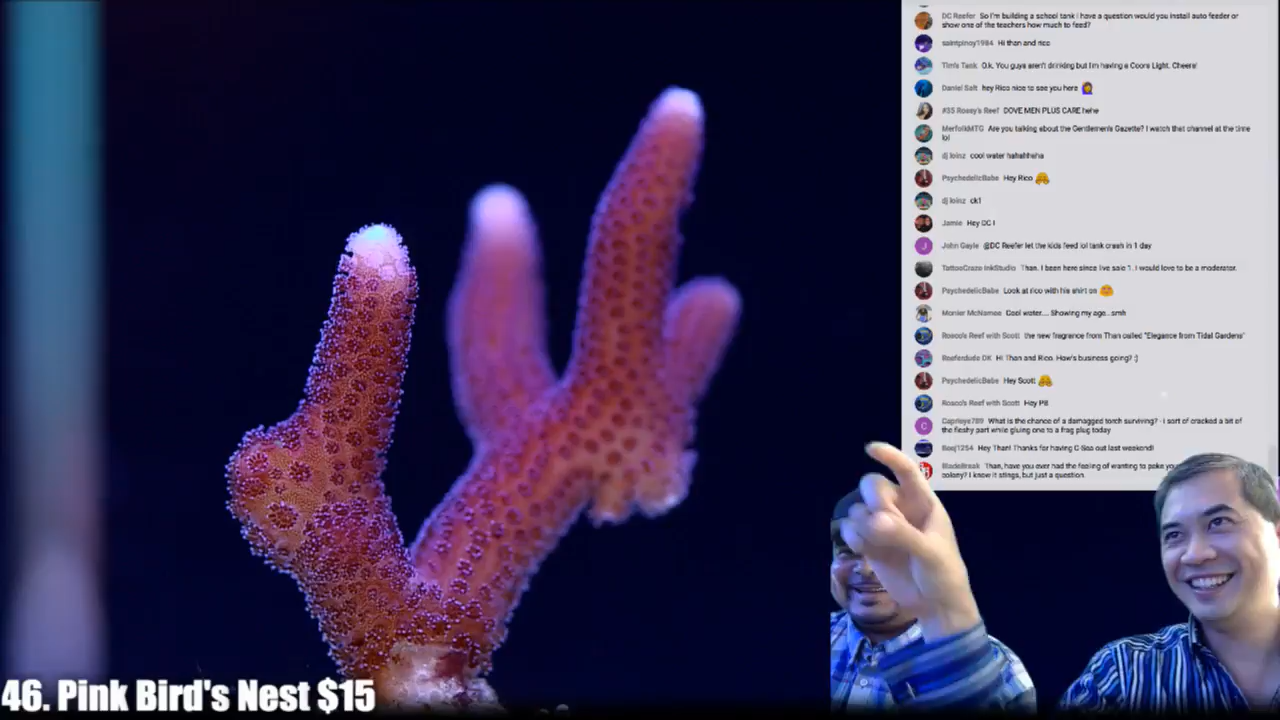 DC Reefer So I'm building a school tank I have a question would you install auto feeder or
show one of the teachers how much to feed?
saintpinoy1984 Hi than and rico
Tim's Tank O.k. You guys aren't drinking but I'm having a Coors Light. Cheers!
Daniel Salt hey Rico nice to see you here
#55 Rossy's Reef DOVE MEN PLUS CARE hehe
MerfolkMTG Are you talking about the Gentlemen's Gazette? I watch that channel at the time
lol
dj loinz cool water hahahheha
PsychedelicBabe Hey Rico
dj loinz ck1
Jamie Hey DC !
J John Gayle @DC Reefer let the kids feed lol tank crash in 1 day
TattooCraze InkStudio Than. I been here since live sale 1. I would love to be a moderator.
PsychedelicBabe Look at rico with his shirt on
Monier McNamee Cool water.... Showing my age...smh
Rosco's Reef with Scott the new fragrance from Than called "Elegance from Tidal Gardens"
Reeferdude DK Hi Than and Rico. How's business going? :)
PsychedelicBabe Hey Scott
Rosco's Reef with Scott Hey PB
C Caprioye789 What is the chance of a damaged torch surviving? - I sort of cracked a bit of
the fleshy part while gluing one to a frag plug today
Hey Than! Thanks for having C Sea out last weekend!
BladeBreak Than, have you ever had the feeling of wanting to poke
colony? I know it stings, but just a question.
46. Pink Bird's Nest $15